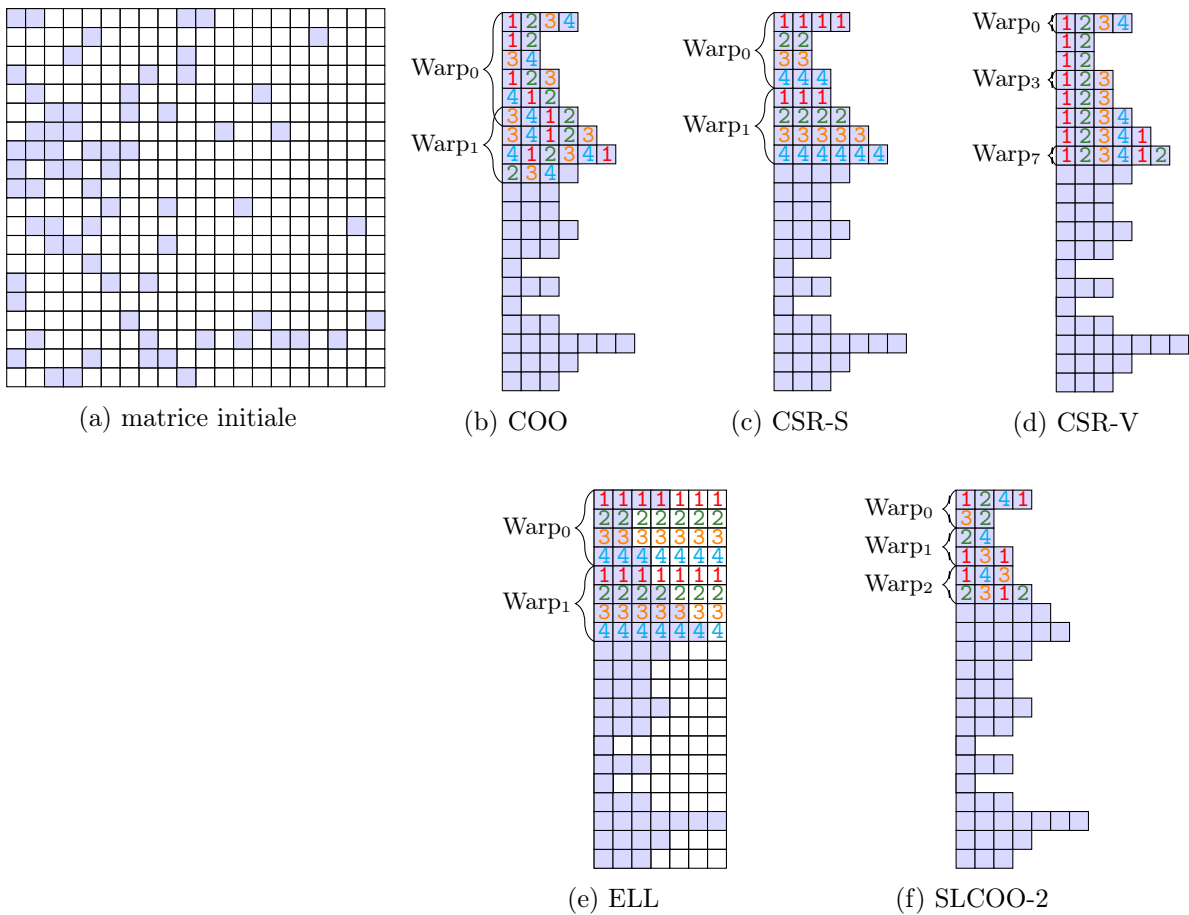 (a) matrice initiale
Warp0
Warp1
1 2 3 4
1 2
3 4
1 2 3
4 1 2
3 4 1 2
3 4 1 2 3
4 1 2 3 4 1
2 3 4
(b) COO
Warp0
Warp1
1 1 1 1
2 2
3 3
4 4 4
1 1 1
2 2 2 2
3 3 3 3 3
4 4 4 4 4 4
(c) CSR-S
Warp0
Warp3
Warp7
1 2 3 4
1 2
1 2
1 2 3
1 2 3
1 2 3 4
1 2 3 4 1
1 2 3 4 1 2
(d) CSR-V
Warp0
Warp1
1 1 1 1 1 1 1
2 2 2 2 2 2 2
3 3 3 3 3 3 3
4 4 4 4 4 4 4
1 1 1 1 1 1 1
2 2 2 2 2 2 2
3 3 3 3 3 3 3
4 4 4 4 4 4 4
(e) ELL
Warp0
Warp1
Warp2
1 2 4 1
3 2
2 4
1 3 1
1 4 3
2 3 1 2
(f) SLCOO-2